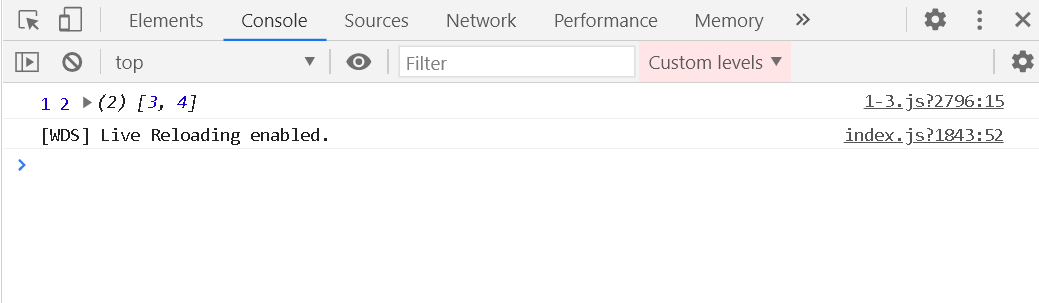 Elements Console Sources Network Performance Memory »
top Filter Custom levels
1 2 (2) [3, 4] 1-3.js?2796:15
[WDS] Live Reloading enabled. index.js?1843:52